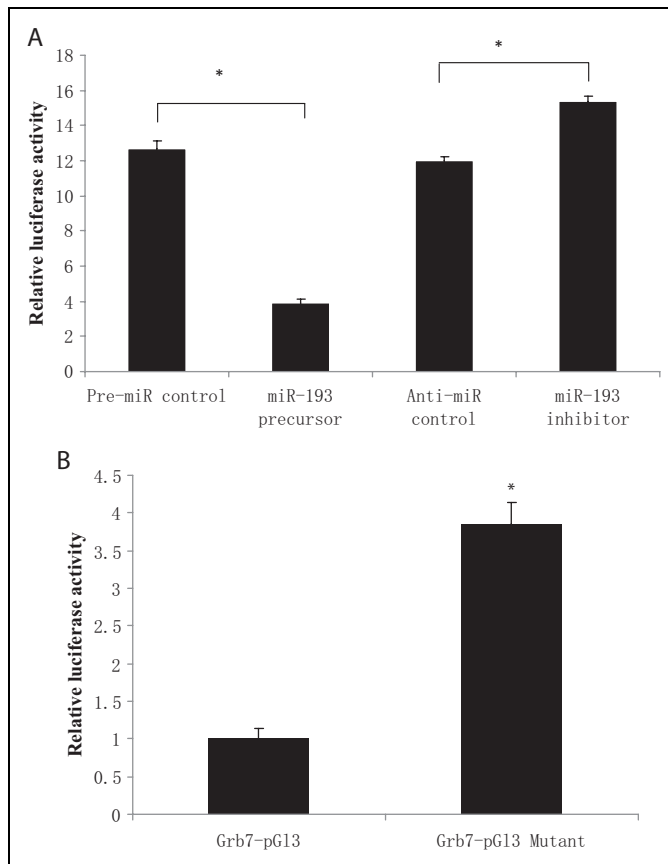 A
Relative luciferase activity
18
16
14
12
10
8
6
4
2
0
*
*
Pre-miR control
miR-193
precursor
Anti-miR
control
miR-193
inhibitor
B
Relative luciferase activity
4.5
4
3.5
3
2.5
2
1.5
1
0.5
0
*
Grb7-pGl3
Grb7-pGl3 Mutant